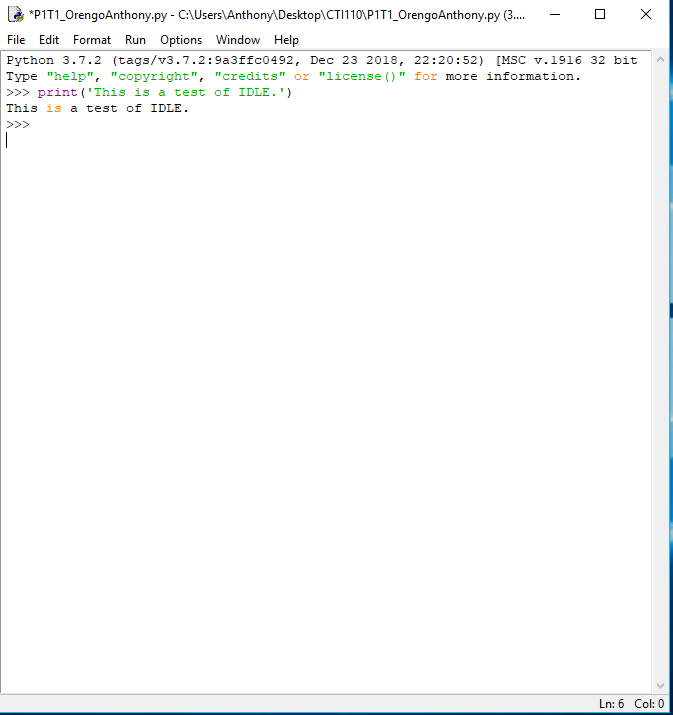 *P1T1_OrengoAnthony.py - C:\Users\Anthony\Desktop\CTI110\P1T1_OrengoAnthony.py (3....
File Edit Format Run Options Window Help
Python 3.7.2 (tags/v3.7.2:9a3ffc0492, Dec 23 2018, 22:20:52) [MSC v.1916 32 bit
Type "help", "copyright", "credits" or "license()" for more information.
>>> print('This is a test of IDLE.')
This is a test of IDLE.
>>>
Ln: 6 Col: 0